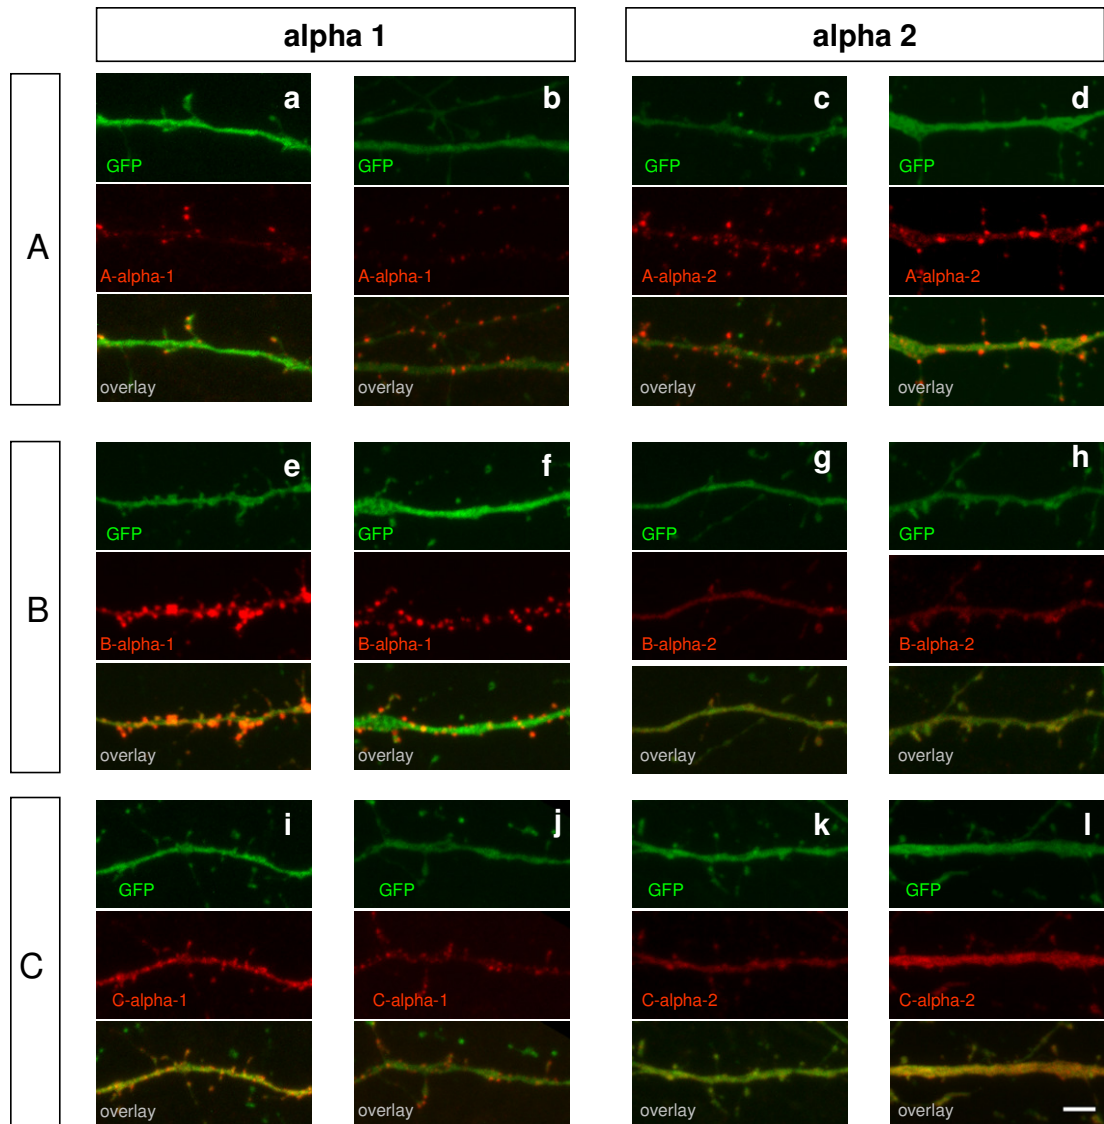 alpha 1
alpha 2
A
a
GFP
A-alpha-1
overlay
b
GFP
A-alpha-1
overlay
c
GFP
A-alpha-2
overlay
d
GFP
A-alpha-2
overlay
B
e
GFP
B-alpha-1
overlay
f
GFP
B-alpha-1
overlay
g
GFP
B-alpha-2
overlay
h
GFP
B-alpha-2
overlay
C
i
GFP
C-alpha-1
overlay
j
GFP
C-alpha-1
overlay
k
GFP
C-alpha-2
overlay
l
GFP
C-alpha-2
overlay